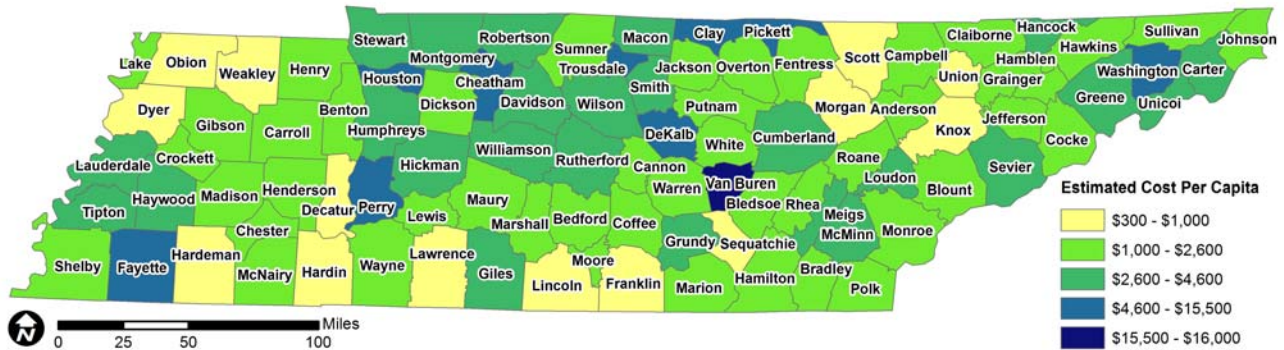 Stewart
Robertson
Macon
Clay
Pickett
Hancock
Claiborne
Sullivan
Johnson
Lake
Obion
Weakley
Henry
Montgomery
Sumner
Trousdale
Jackson
Overton
Fentress
Scott
Campbell
Hawkins
Hamblen
Union
Grainger
Washington
Carter
Houston
Cheatham
Smith
Dyer
Benton
Dickson
Davidson
Wilson
Putnam
Morgan
Anderson
Greene
Unicoi
Gibson
Carroll
Humphreys
DeKalb
White
Cumberland
Knox
Jefferson
Cocke
Lauderdale
Crockett
Hickman
Williamson
Rutherford
Cannon
Roane
Loudon
Sevier
Haywood
Madison
Henderson
Decatur
Perry
Maury
Warren
Van Buren
Bledsoe
Rhea
Blount
Tipton
Chester
Lewis
Marshall
Bedford
Coffee
Grundy
Sequatchie
Meigs
McMinn
Monroe
Shelby
Fayette
Hardeman
McNairy
Hardin
Wayne
Lawrence
Giles
Moore
Lincoln
Franklin
Marion
Hamilton
Bradley
Polk
N
Miles
0 25 50 100
Estimated Cost Per Capita
$300 - $1,000
$1,000 - $2,600
$2,600 - $4,600
$4,600 - $15,500
$15,500 - $16,000